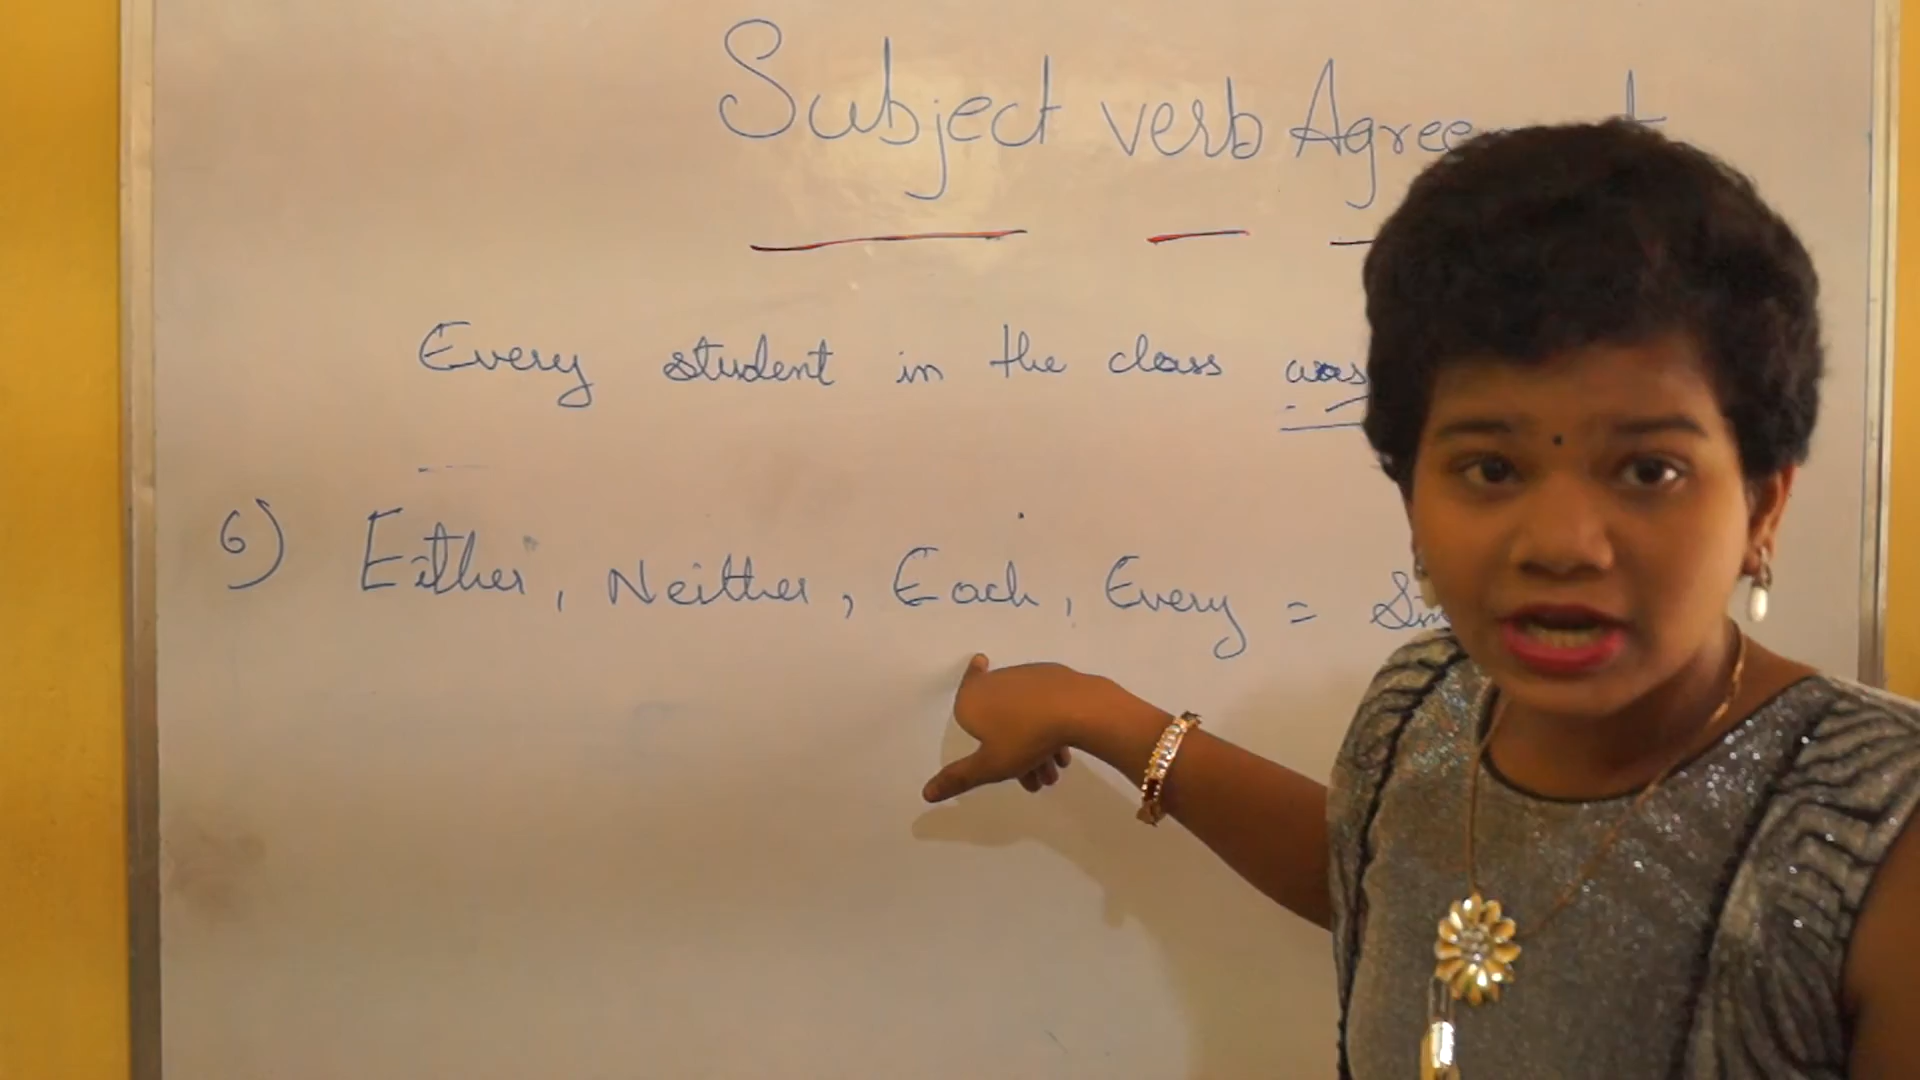 Subject verb Agree
Every student in the class was
6) Either, Neither, Each, Every =